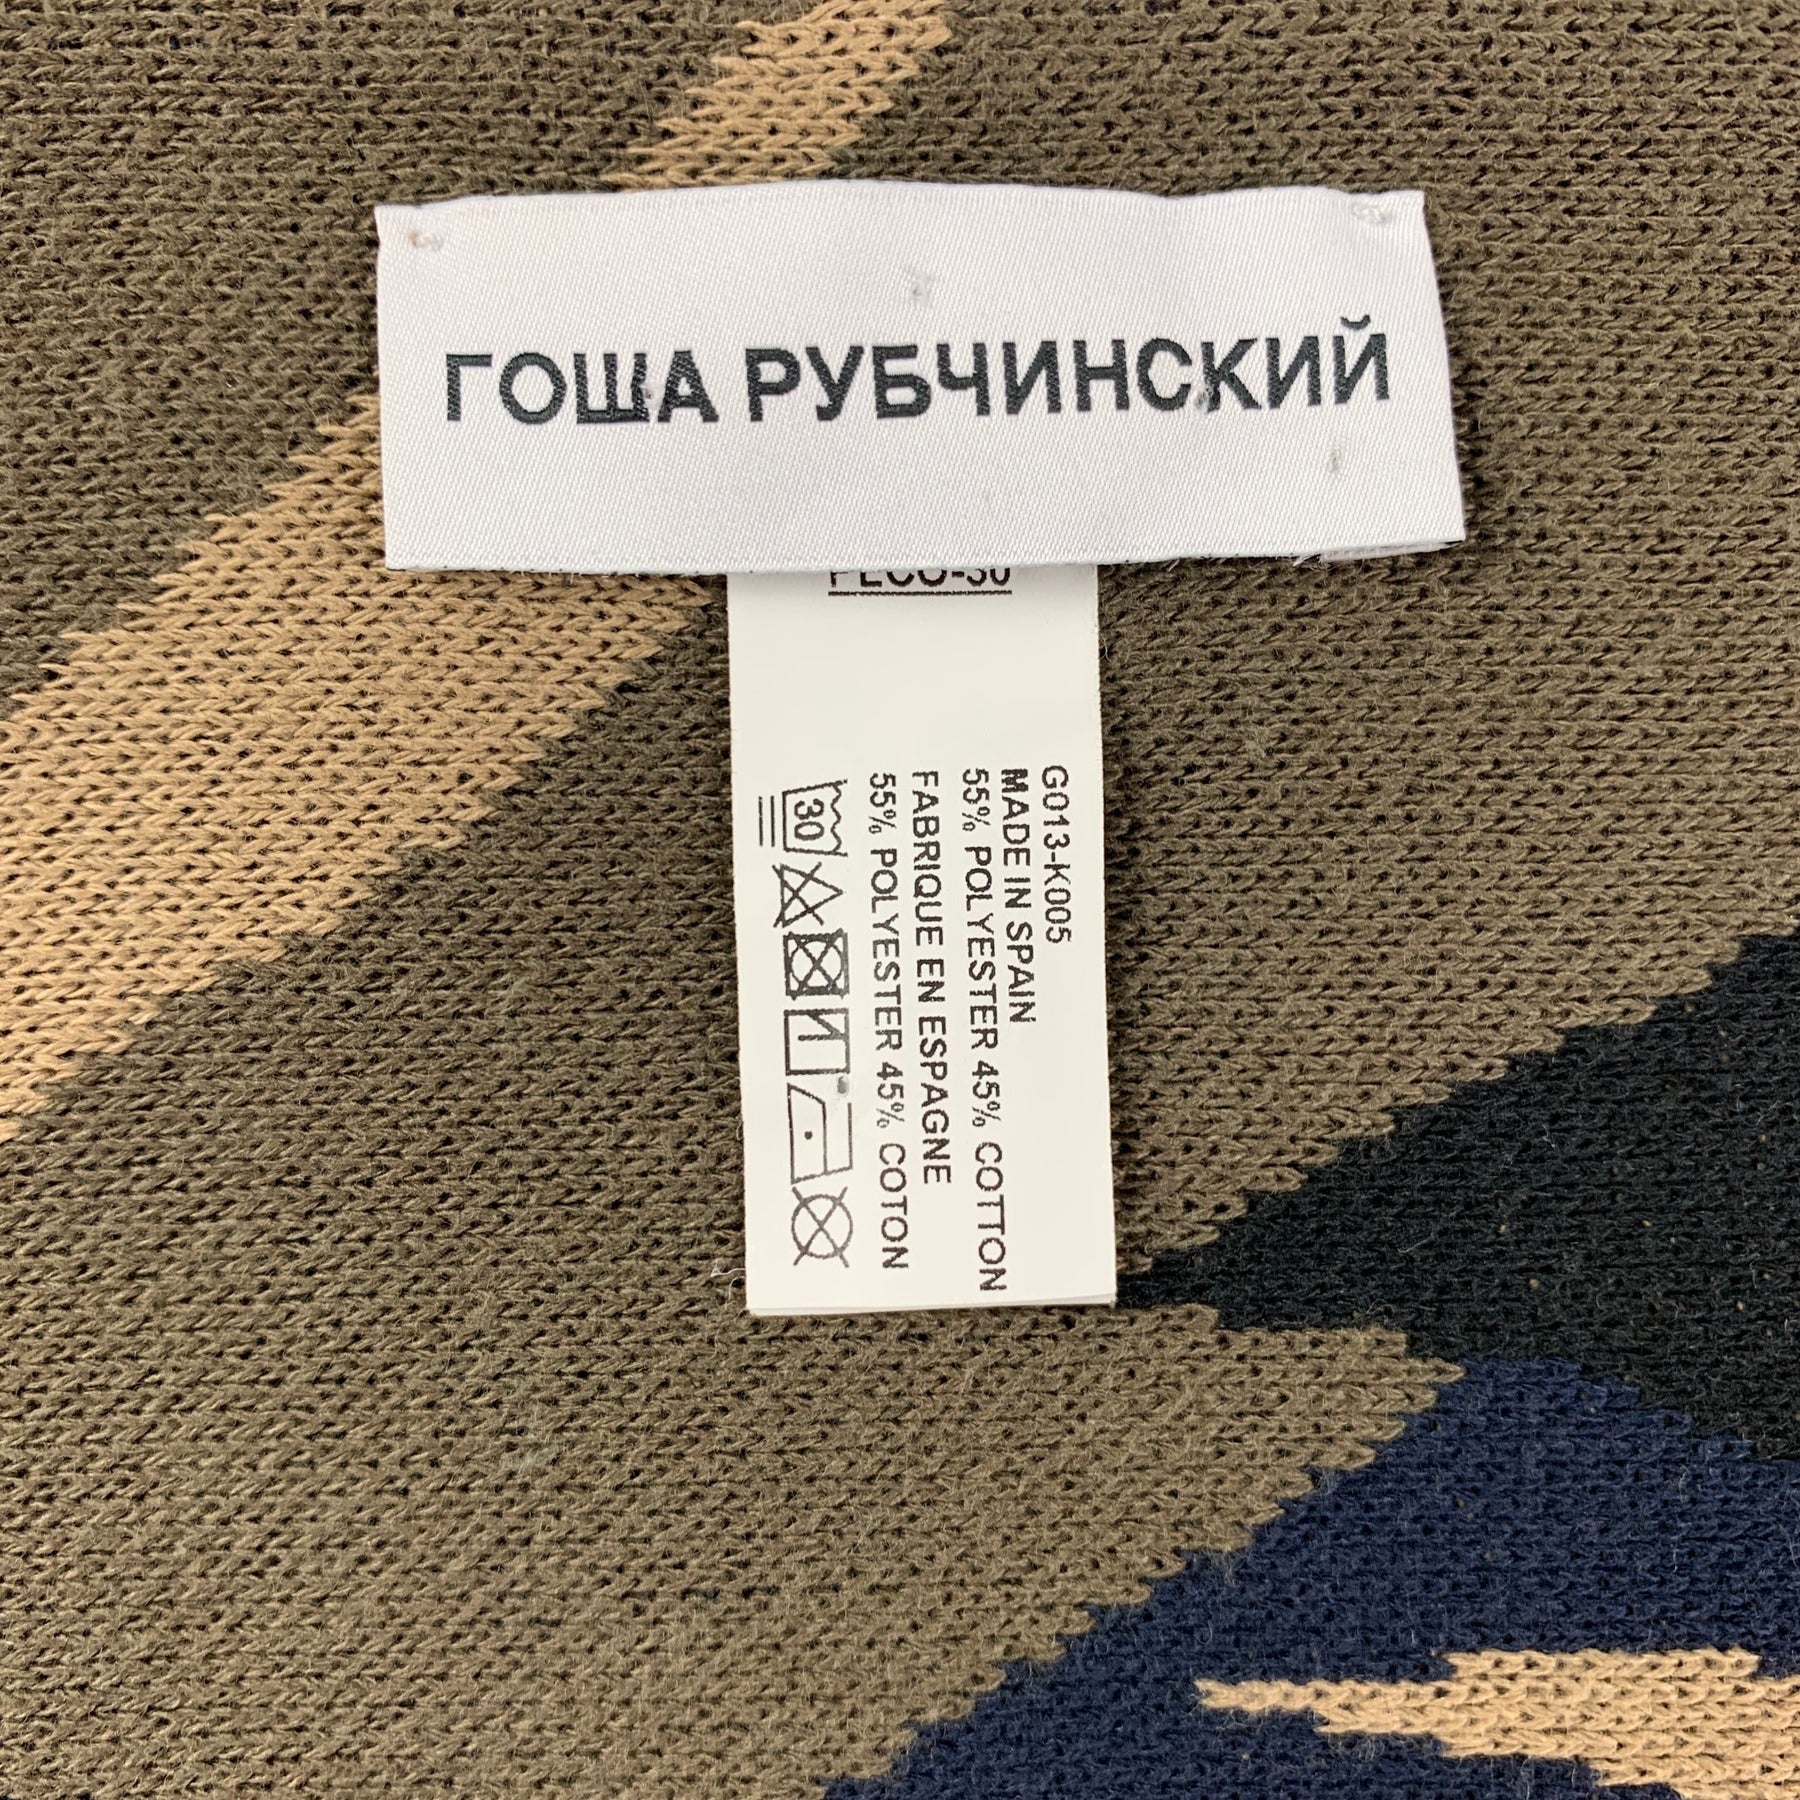 ГОША РУБЧИНСКИЙ
G013-K005
MADE IN SPAIN
55% POLYESTER 45% COTTON
FABRIQUE EN ESPAGNE
55% POLYESTER 45% COTON
30